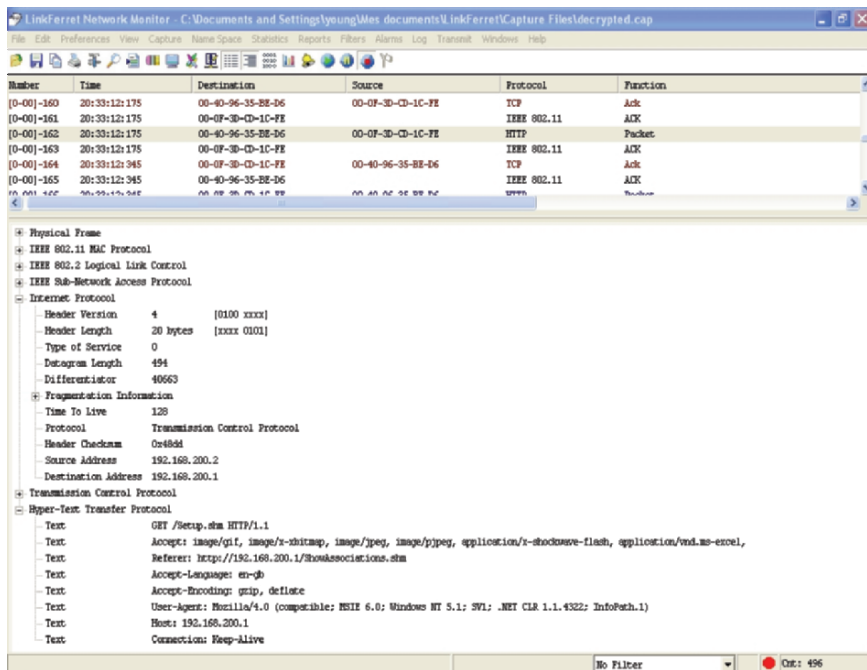 LinkFerret Network Monitor - C:\Documents and Settings\young\Mes documents\LinkFerret\Capture Files\decrypted.cap
File Edit Preferences View Capture Name Space Statistics Reports Filters Alarms Log Transmit Windows Help
Number Time Destination Source Protocol Function
[0-00]-160 20:33:12:175 00-40-96-35-BE-D6 00-0F-3D-CD-1C-FE TCP Ack
[0-00]-161 20:33:12:175 00-0F-3D-CD-1C-FE IEEE 802.11 ACK
[0-00]-162 20:33:12:175 00-40-96-35-BE-D6 00-0F-3D-CD-1C-FE HTTP Packet
[0-00]-163 20:33:12:175 00-0F-3D-CD-1C-FE IEEE 802.11 ACK
[0-00]-164 20:33:12:345 00-0F-3D-CD-1C-FE 00-40-96-35-BE-D6 TCP Ack
[0-00]-165 20:33:12:345 00-40-96-35-BE-D6 IEEE 802.11 ACK
Physical Frame
IEEE 802.11 MAC Protocol
IEEE 802.2 Logical Link Control
IEEE Sub-Network Access Protocol
Internet Protocol
Header Version 4 [0100 xxxx]
Header Length 20 bytes [xxxx 0101]
Type of Service 0
Datagram Length 494
Differentiator 40663
Fragmentation Information
Time To Live 128
Protocol Transmission Control Protocol
Header Checksum 0x48dd
Source Address 192.168.200.2
Destination Address 192.168.200.1
Transmission Control Protocol
Hyper-Text Transfer Protocol
Text GET /Setup.shm HTTP/1.1
Text Accept: image/gif, image/x-xbitmap, image/jpeg, image/pjpeg, application/x-shockwave-flash, application/vnd.ms-excel,
Text Referer: http://192.168.200.1/ShowAssociations.shm
Text Accept-Language: en-gb
Text Accept-Encoding: gzip, deflate
Text User-Agent: Mozilla/4.0 (compatible; MSIE 6.0; Windows NT 5.1; SV1; .NET CLR 1.1.4322; InfoPath.1)
Text Host: 192.168.200.1
Text Connection: Keep-Alive
No Filter Cnt: 496